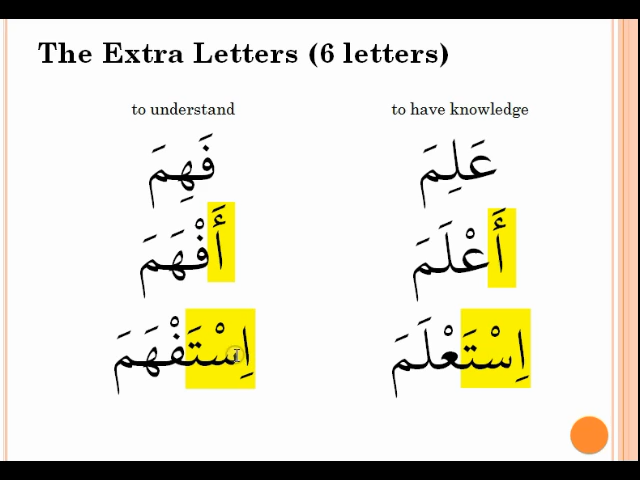 The Extra Letters (6 letters)
to understand
فَهِمَ
أَفْهَمَ
اِسْتَفْهَمَ
to have knowledge
عَلِمَ
أَعْلَمَ
اِسْتَعْلَمَ